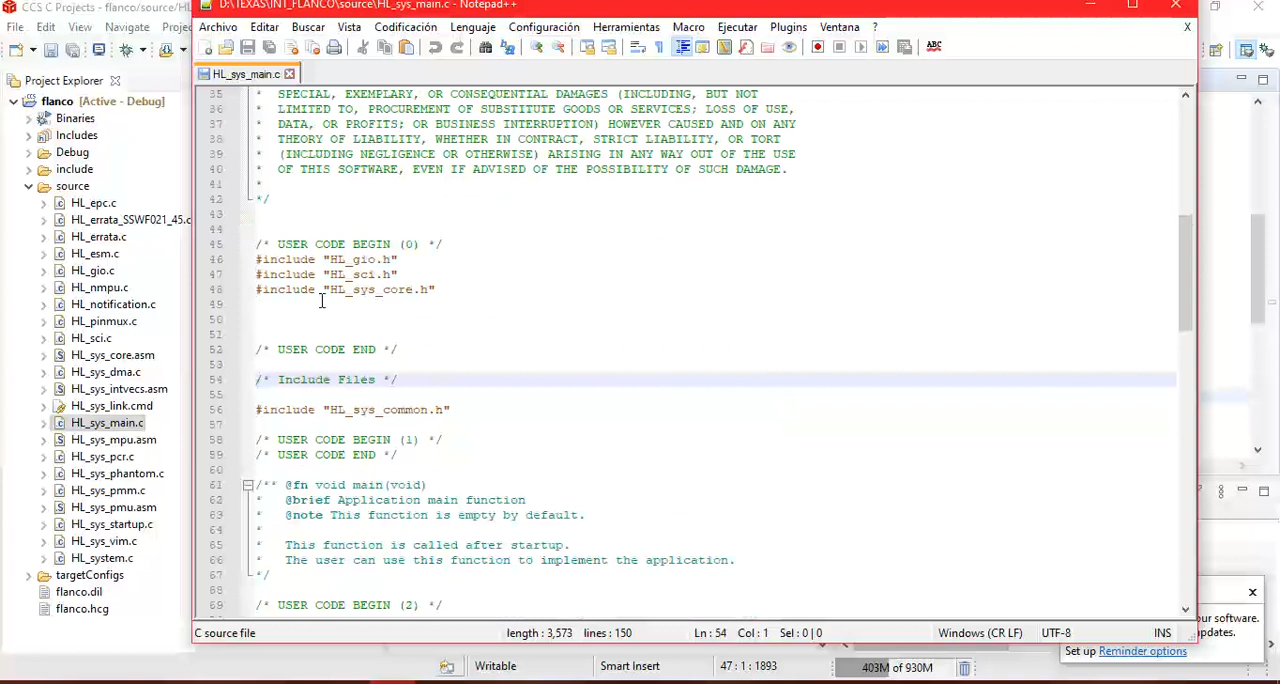 CCS C Projects - flanco/source/H
D:\TEXAS\INT_FLANCO\source\HL_sys_main.c - Notepad++
File Edit View Navigate Proj
Archivo Editar Buscar Vista Codificación Lenguaje Configuración Herramientas Macro Ejecutar Plugins Ventana ? X
ABC
Project Explorer
HL_sys_main.c
flanco [Active - Debug]
Binaries
Includes
Debug
include
source
HL_epc.c
HL_errata_SSWF021_45.c
HL_errata.c
HL_esm.c
HL_gio.c
HL_nmpu.c
HL_notification.c
HL_pinmux.c
HL_sci.c
HL_sys_core.asm
HL_sys_dma.c
HL_sys_intvecs.asm
HL_sys_link.cmd
HL_sys_main.c
HL_sys_mpu.asm
HL_sys_pcr.c
HL_sys_phantom.c
HL_sys_pmm.c
HL_sys_pmu.asm
HL_sys_startup.c
HL_sys_vim.c
HL_system.c
targetConfigs
flanco.dil
flanco.hcg
35 * SPECIAL, EXEMPLARY, OR CONSEQUENTIAL DAMAGES (INCLUDING, BUT NOT
36 * LIMITED TO, PROCUREMENT OF SUBSTITUTE GOODS OR SERVICES; LOSS OF USE,
37 * DATA, OR PROFITS; OR BUSINESS INTERRUPTION) HOWEVER CAUSED AND ON ANY
38 * THEORY OF LIABILITY, WHETHER IN CONTRACT, STRICT LIABILITY, OR TORT
39 * (INCLUDING NEGLIGENCE OR OTHERWISE) ARISING IN ANY WAY OUT OF THE USE
40 * OF THIS SOFTWARE, EVEN IF ADVISED OF THE POSSIBILITY OF SUCH DAMAGE.
41 *
42 */
43
44
45 /* USER CODE BEGIN (0) */
46 #include "HL_gio.h"
47 #include "HL_sci.h"
48 #include "HL_sys_core.h"
49
50
51
52 /* USER CODE END */
53
54 /* Include Files */
55
56 #include "HL_sys_common.h"
57
58 /* USER CODE BEGIN (1) */
59 /* USER CODE END */
60
61 /** @fn void main(void)
62 * @brief Application main function
63 * @note This function is empty by default.
64 *
65 * This function is called after startup.
66 * The user can use this function to implement the application.
67 */
68
69 /* USER CODE BEGIN (2) */
C source file length : 3,573 lines : 150 Ln : 54 Col : 1 Sel : 0 | 0 Windows (CR LF) UTF-8 INS
our software.
updates.
Set up Reminder options
Writable Smart Insert 47 : 1 : 1893 403M of 930M